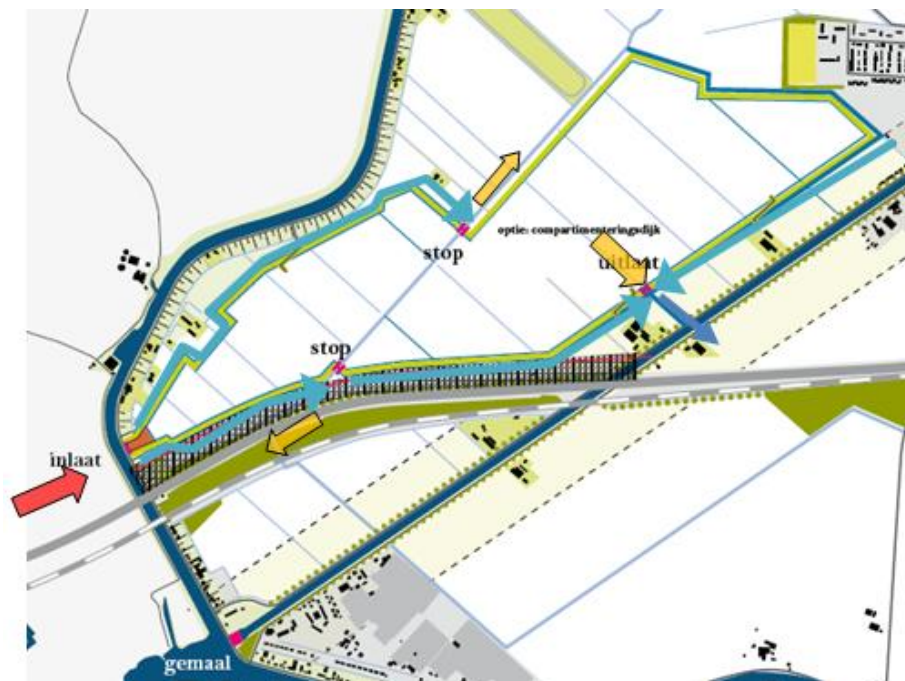 stop
optie: compartimenteringsdijk
uitlaat
stop
inlaat
gemaal